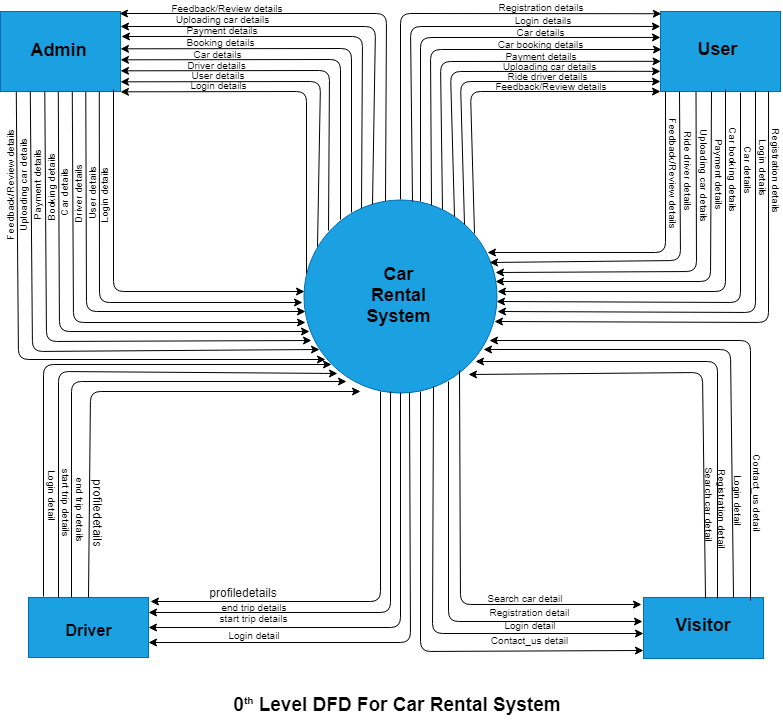 Feedback/Review details
Uploading car details
Payment details
Booking details
Car details
Driver details
User details
Login details
Admin
Registration details
Login details
Car details
Car booking details
Payment details
Uploading car details
Ride driver details
Feedback/Review details
User
Feedback/Review details
Uploading car details
Payment details
Booking details
Car details
Driver details
User details
Login details
Feedback/Review details
Ride driver details
Uploading car details
Payment details
Car booking details
Car details
Login details
Registration details
Car
Rental
System
Login detail
start trip details
end trip details
profiledetails
Search car detail
Registration detail
Login detail
Contact_us detail
profiledetails
end trip details
start trip details
Login detail
Driver
Search car detail
Registration detail
Login detail
Contact_us detail
Visitor
0th Level DFD For Car Rental System